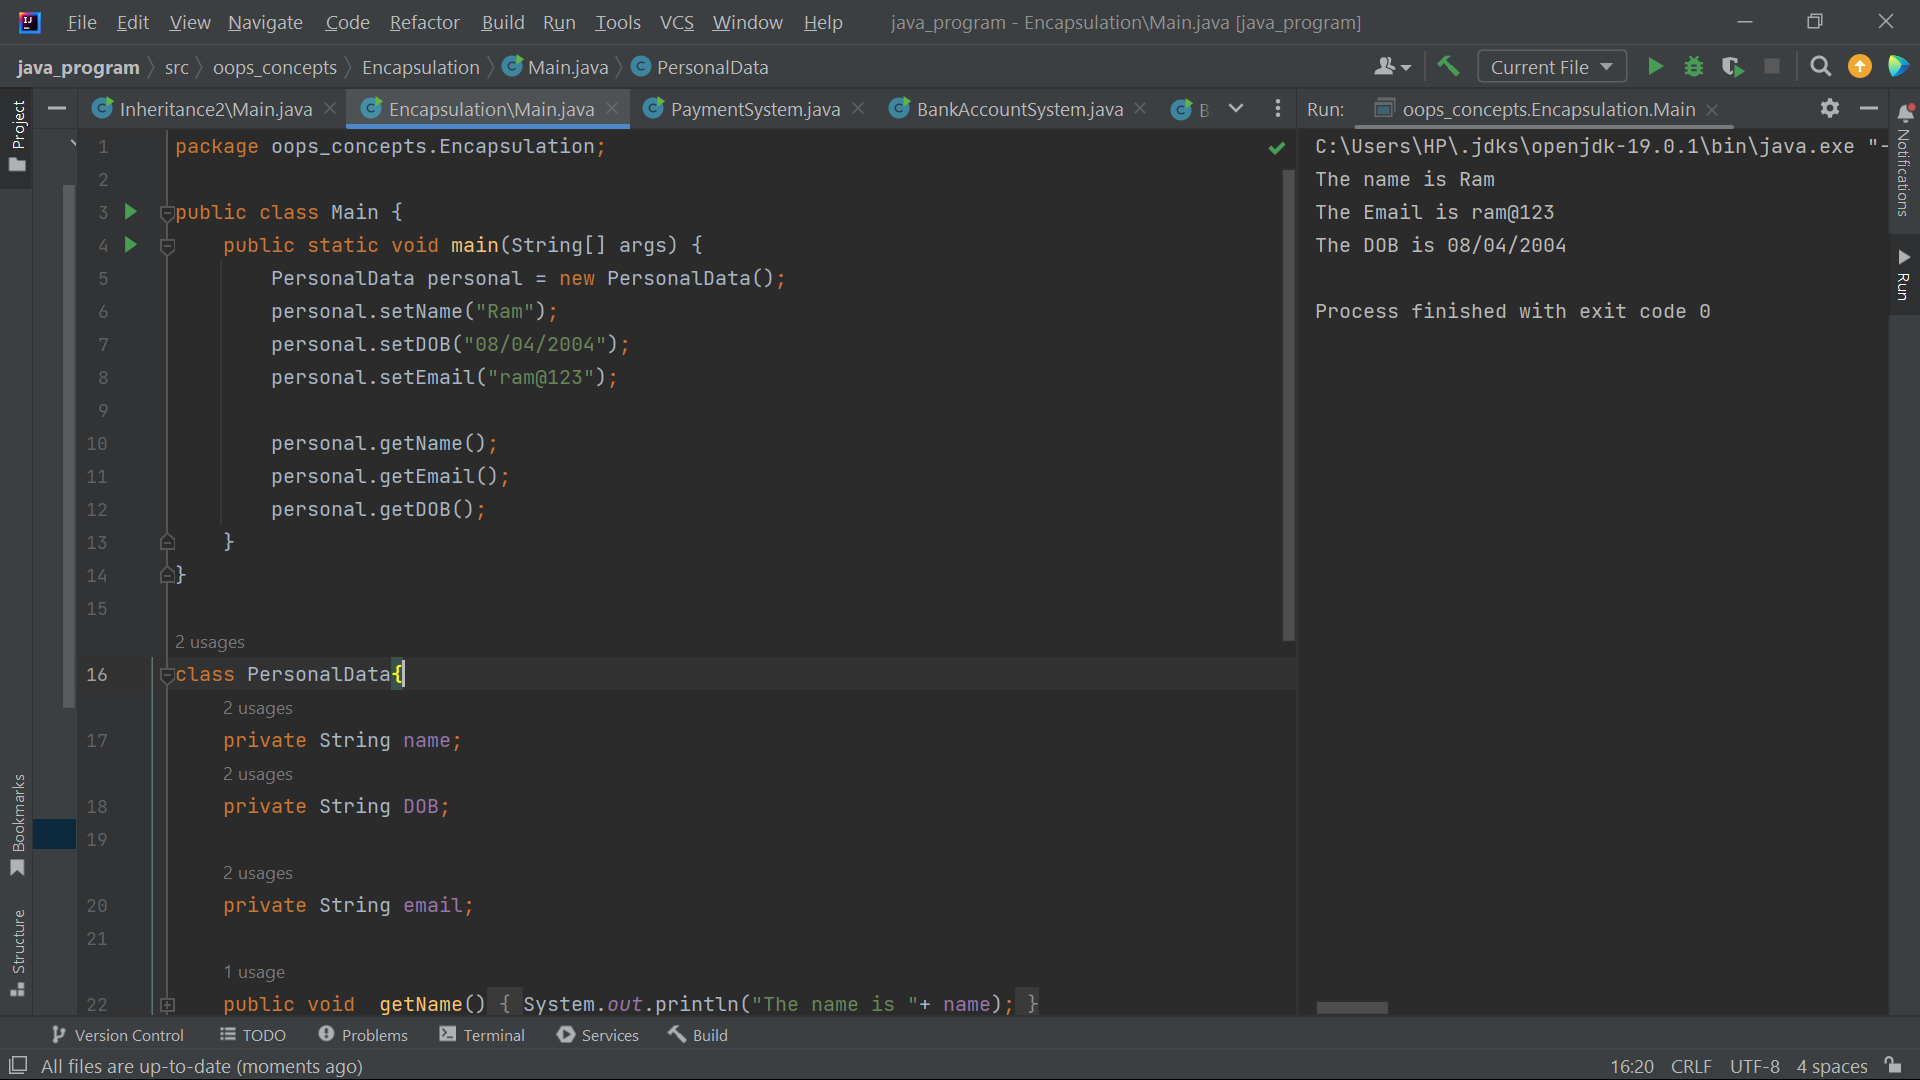 File Edit View Navigate Code Refactor Build Run Tools VCS Window Help java_program - Encapsulation\Main.java [java_program]
java_program src oops_concepts Encapsulation Main.java PersonalData Current File
Project
Inheritance2\Main.java Encapsulation\Main.java PaymentSystem.java BankAccountSystem.java B
Run: oops_concepts.Encapsulation.Main
1 package oops_concepts.Encapsulation;
2
3 public class Main {
4 public static void main(String[] args) {
5 PersonalData personal = new PersonalData();
6 personal.setName("Ram");
7 personal.setDOB("08/04/2004");
8 personal.setEmail("ram@123");
9
10 personal.getName();
11 personal.getEmail();
12 personal.getDOB();
13 }
14 }
15
2 usages
16 class PersonalData{
2 usages
17 private String name;
2 usages
18 private String DOB;
19
2 usages
20 private String email;
21
1 usage
22 public void getName() { System.out.println("The name is "+ name); }
C:\Users\HP\.jdks\openjdk-19.0.1\bin\java.exe "-
The name is Ram
The Email is ram@123
The DOB is 08/04/2004
Process finished with exit code 0
Notifications
Run
Bookmarks
Structure
Version Control TODO Problems Terminal Services Build
All files are up-to-date (moments ago) 16:20 CRLF UTF-8 4 spaces